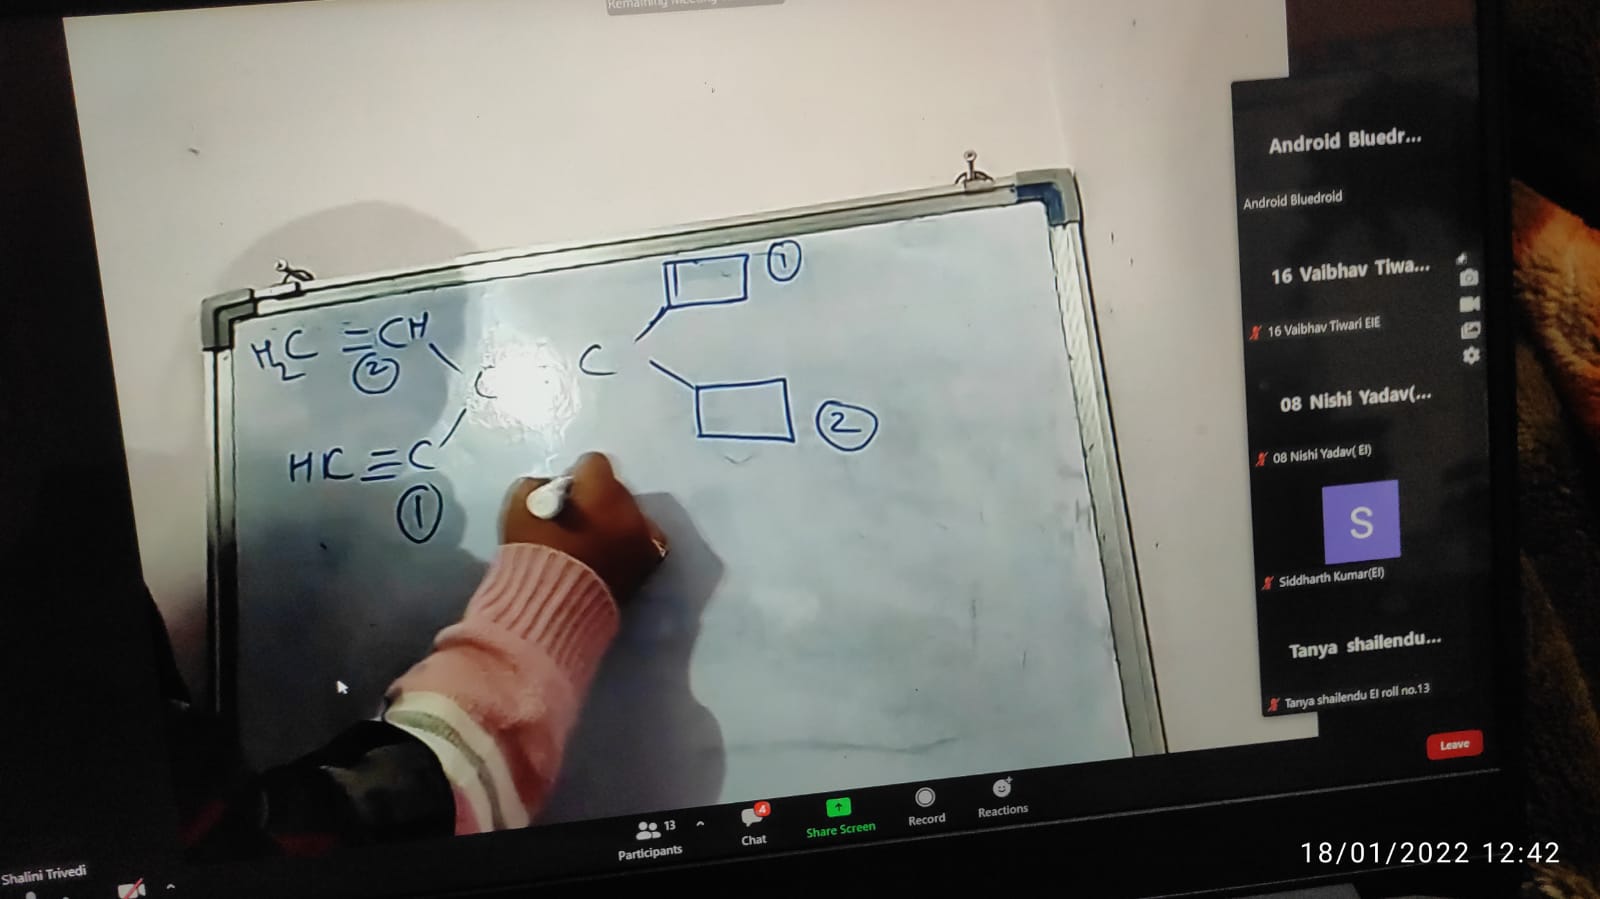 Remaining Meeting
H₂C = CH
②
C
HC ≡ C
①
C
①
②
Android Bluedr...
Android Bluedroid
16 Vaibhav Tiwa...
16 Vaibhav Tiwari EIE
08 Nishi Yadav(...
08 Nishi Yadav( EI)
S
Siddharth Kumar(EI)
Tanya shailendu...
Tanya shailendu EI roll no.13
Leave
Shalini Trivedi
13
Participants
4
Chat
Share Screen
Record
Reactions
18/01/2022 12:42